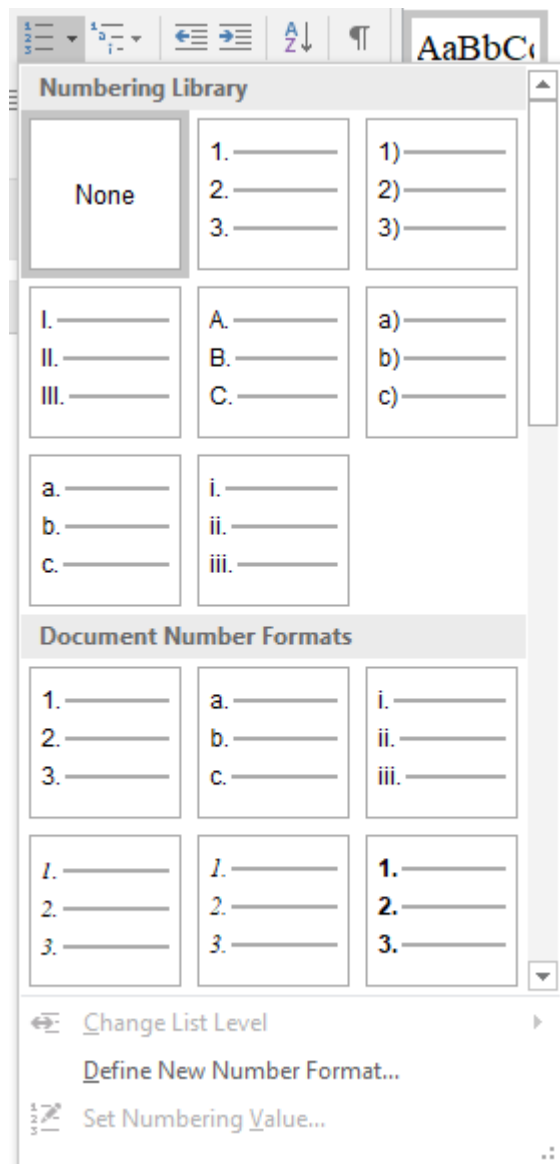 AaBbC
Numbering Library
None
1.
2.
3.
1)
2)
3)
I.
II.
III.
A.
B.
C.
a)
b)
c)
a.
b.
c.
i.
ii.
iii.
Document Number Formats
1.
2.
3.
a.
b.
c.
i.
ii.
iii.
1.
2.
3.
1.
2.
3.
1.
2.
3.
Change List Level
Define New Number Format...
Set Numbering Value...